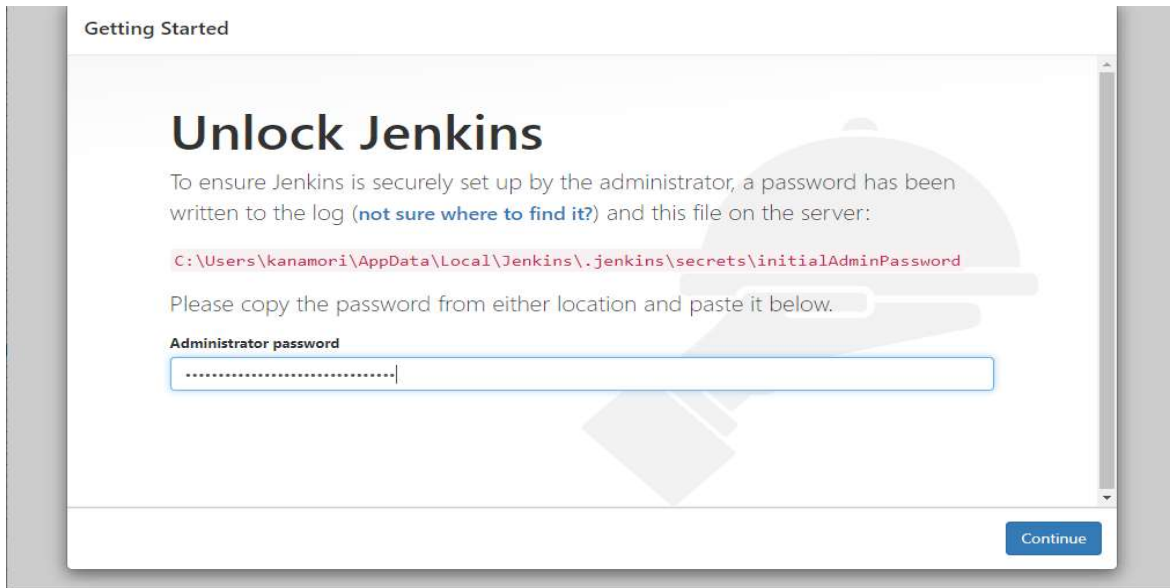 Getting Started
Unlock Jenkins
To ensure Jenkins is securely set up by the administrator, a password has been
written to the log (not sure where to find it?) and this file on the server:
C:\Users\kanamori\AppData\Local\Jenkins\.jenkins\secrets\initialAdminPassword
Please copy the password from either location and paste it below.
Administrator password
Continue